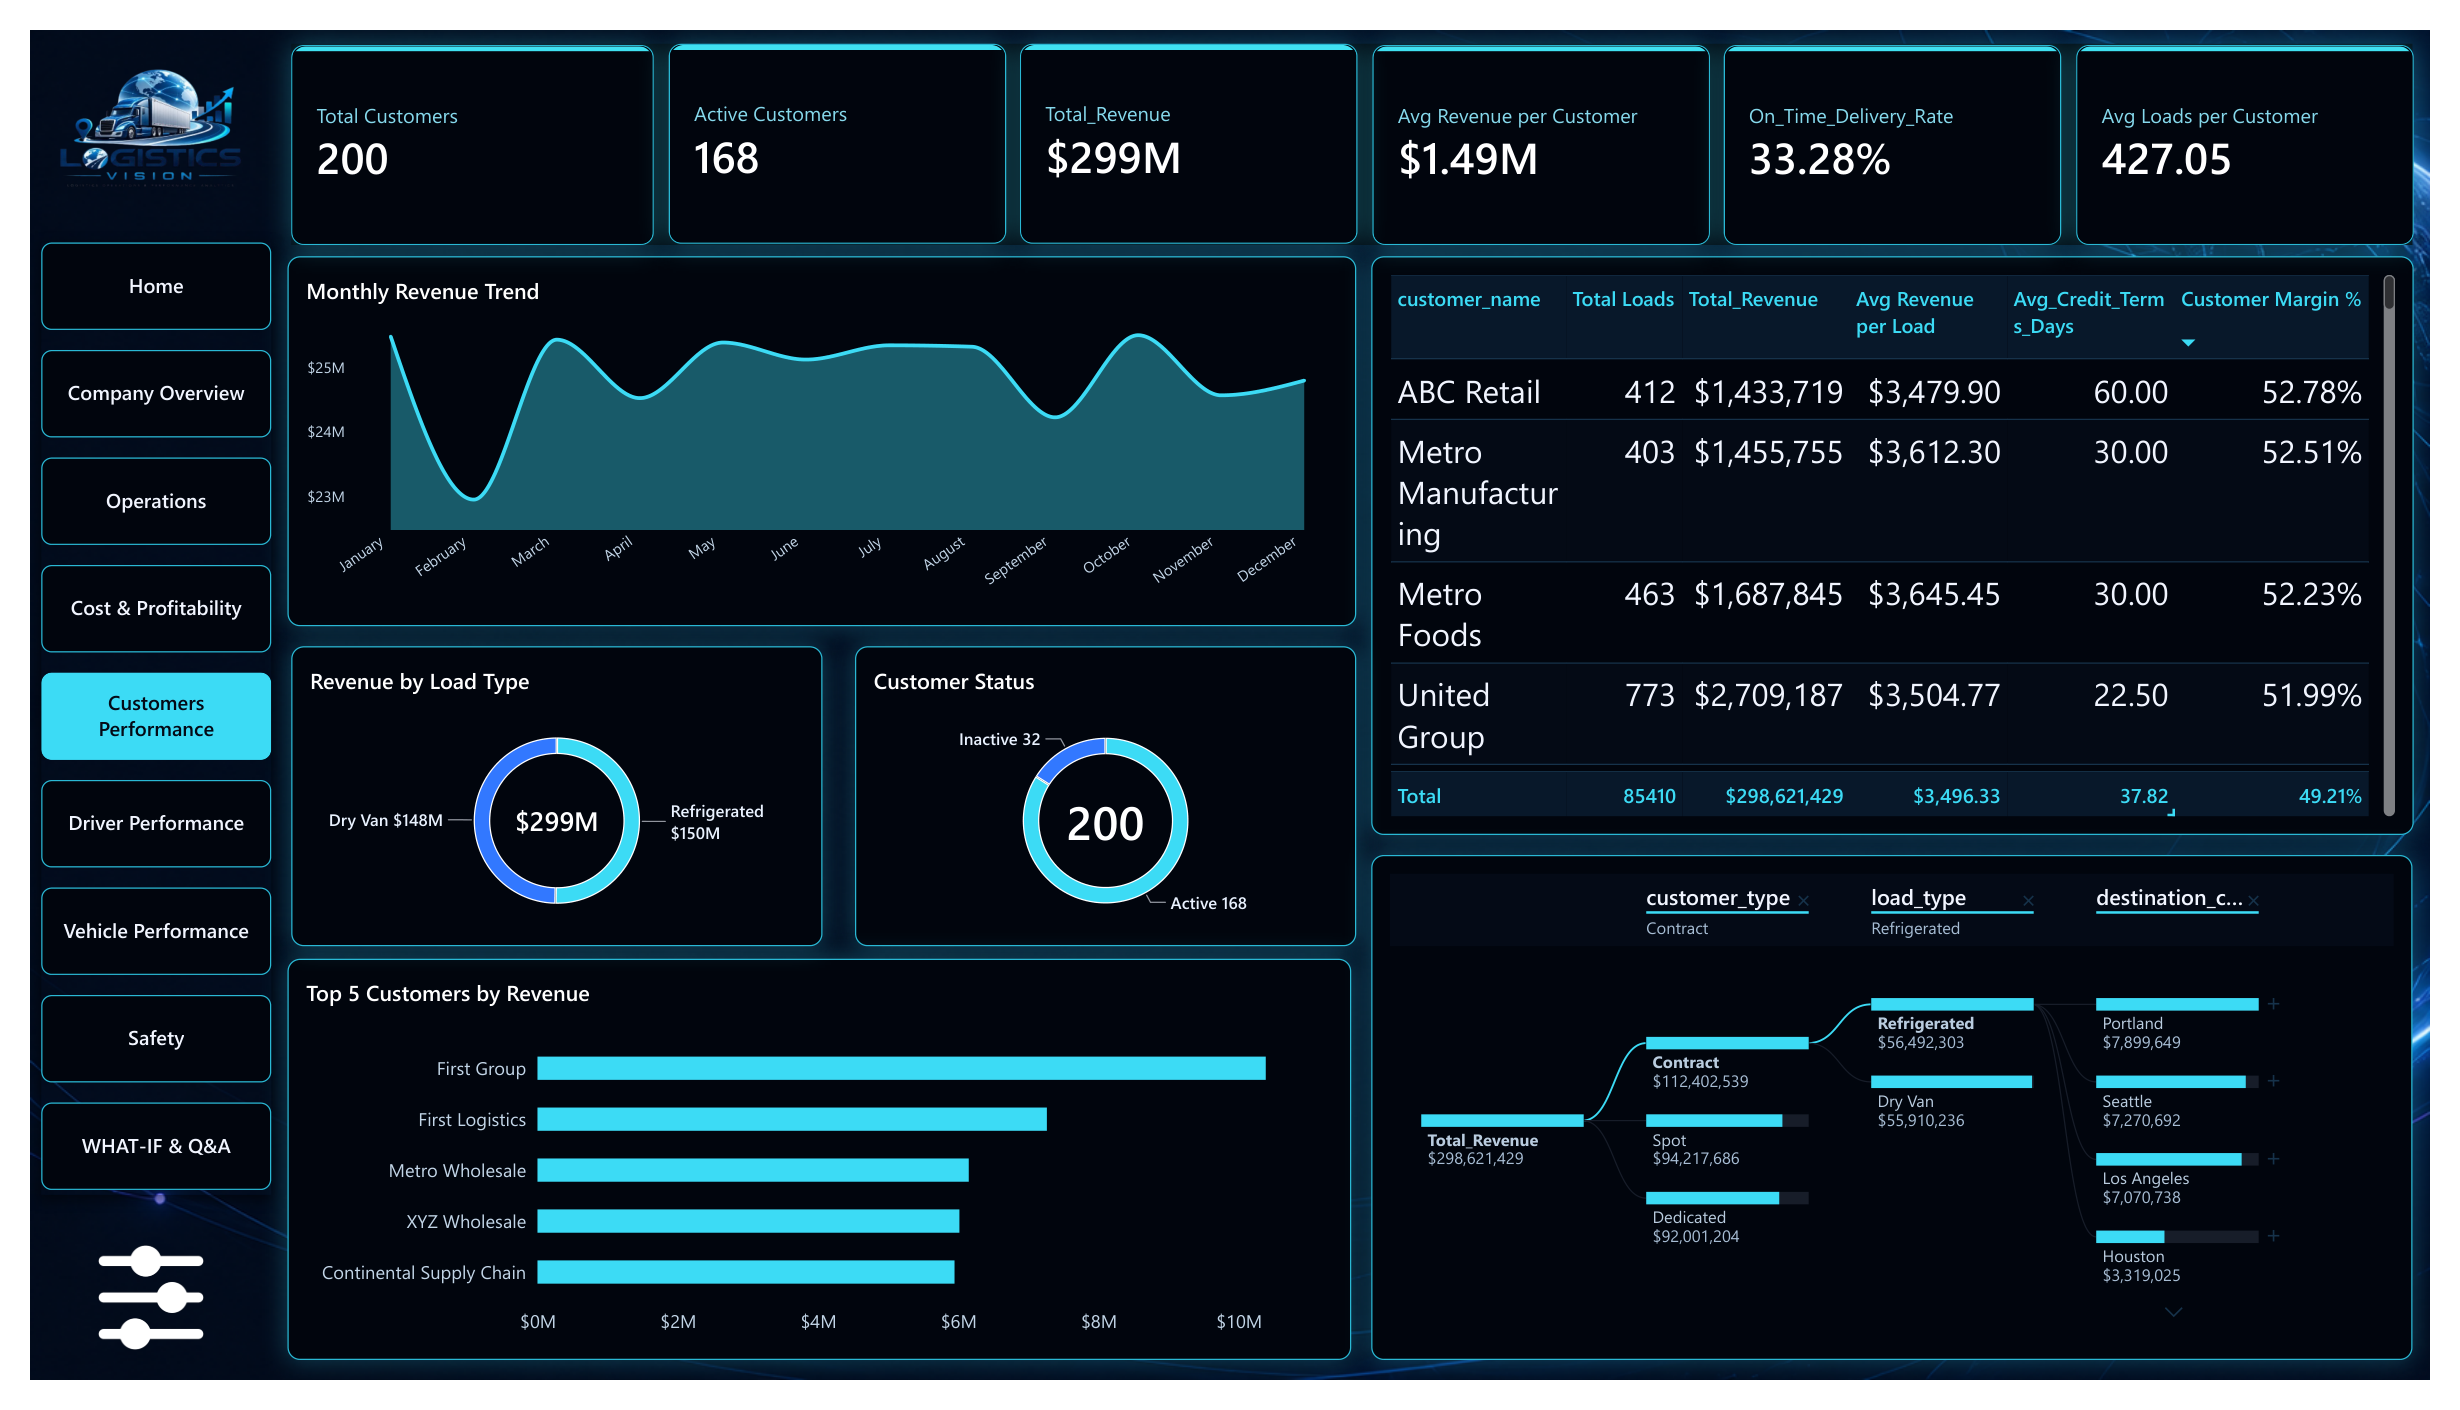 LOGISTICS
VISION
Home
Company Overview
Operations
Cost & Profitability
Customers
Performance
Driver Performance
Vehicle Performance
Safety
WHAT-IF & Q&A
Total Customers
200
Active Customers
168
Total_Revenue
$299M
Avg Revenue per Customer
$1.49M
On_Time_Delivery_Rate
33.28%
Avg Loads per Customer
427.05
Monthly Revenue Trend
$25M
$24M
$23M
January February March April May June July August September October November December
Revenue by Load Type
Dry Van $148M
$299M
Refrigerated
$150M
Customer Status
Inactive 32
200
Active 168
Top 5 Customers by Revenue
First Group
First Logistics
Metro Wholesale
XYZ Wholesale
Continental Supply Chain
$0M $2M $4M $6M $8M $10M
customer_name Total Loads Total_Revenue Avg Revenue Avg_Credit_Term Customer Margin %
per Load s_Days
ABC Retail 412 $1,433,719 $3,479.90 60.00 52.78%
Metro 403 $1,455,755 $3,612.30 30.00 52.51%
Manufactur
ing
Metro 463 $1,687,845 $3,645.45 30.00 52.23%
Foods
United 773 $2,709,187 $3,504.77 22.50 51.99%
Group
Total 85410 $298,621,429 $3,496.33 37.82 49.21%
customer_type load_type destination_c...
Contract Refrigerated
Total_Revenue
$298,621,429
Contract
$112,402,539
Spot
$94,217,686
Dedicated
$92,001,204
Refrigerated
$56,492,303
Dry Van
$55,910,236
Portland
$7,899,649
Seattle
$7,270,692
Los Angeles
$7,070,738
Houston
$3,319,025